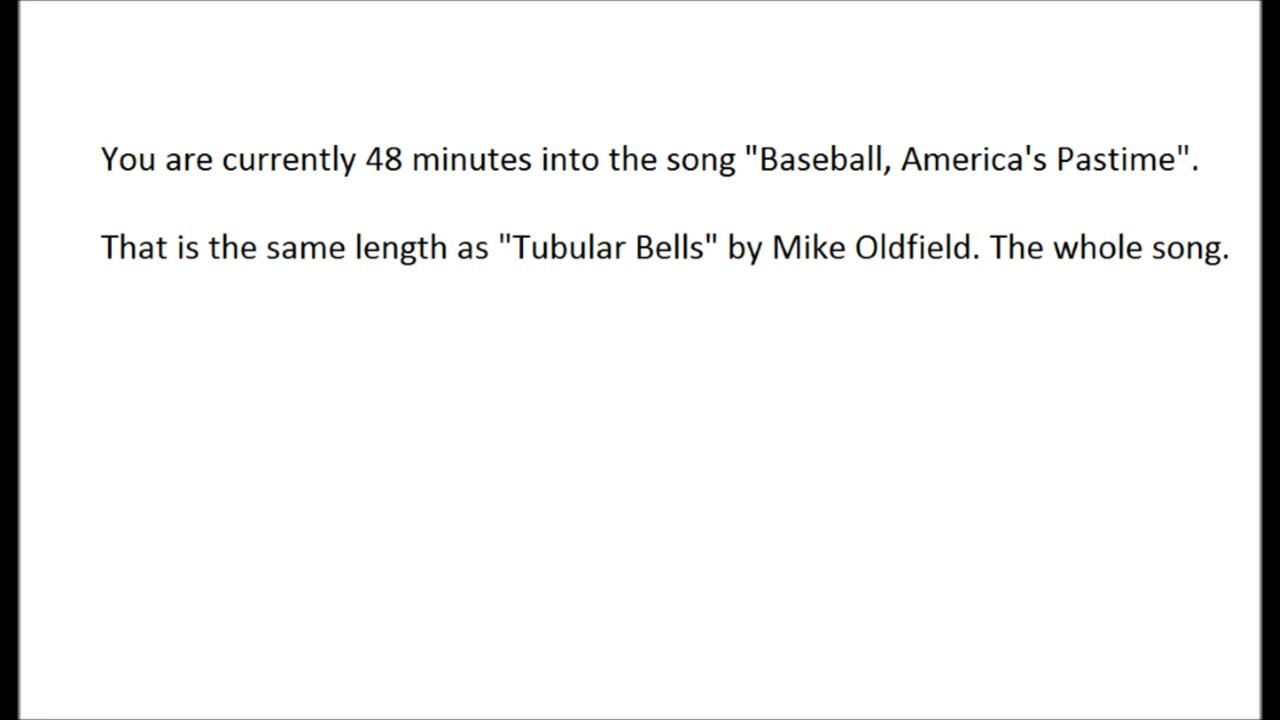 You are currently 48 minutes into the song "Baseball, America's Pastime".
That is the same length as "Tubular Bells" by Mike Oldfield. The whole song.